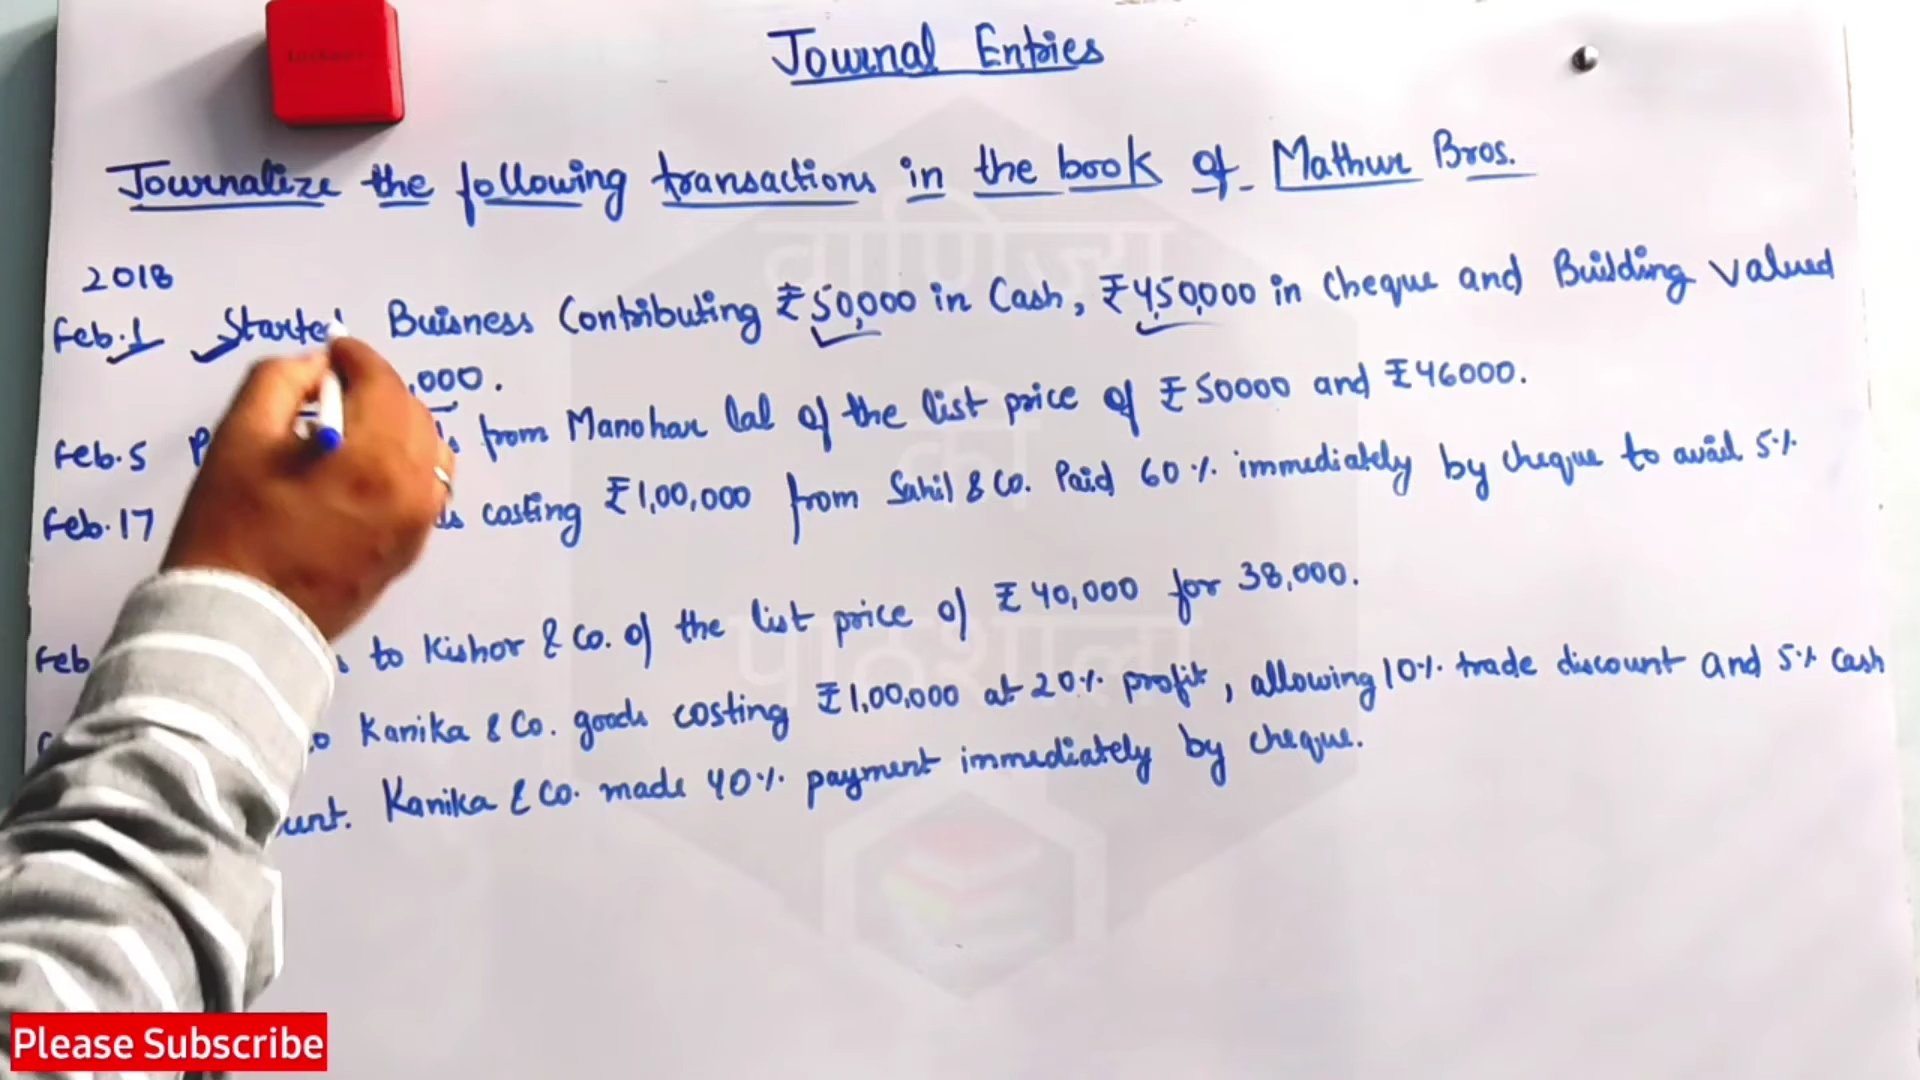 Journal Entries
Journalize the following transactions in the book of Mathur Bros.
2018
Feb.1 Started Buisness Contributing ₹50,000 in Cash, ₹4,50,000 in Cheque and Building valued
,000.
Feb.5 from Manohar lal of the list price of ₹50000 and ₹46000.
Feb.17 costing ₹1,00,000 from Sahil & Co. Paid 60% immediately by cheque to avail 5%
Feb to Kishor & Co. of the list price of ₹40,000 for 38,000.
Kanika & Co. goods costing ₹1,00,000 at 20% profit, allowing 10% trade discount and 5% Cash
unt. Kanika & Co. made 40% payment immediately by cheque.
वाणिज्य
की
पाठशाला
Please Subscribe